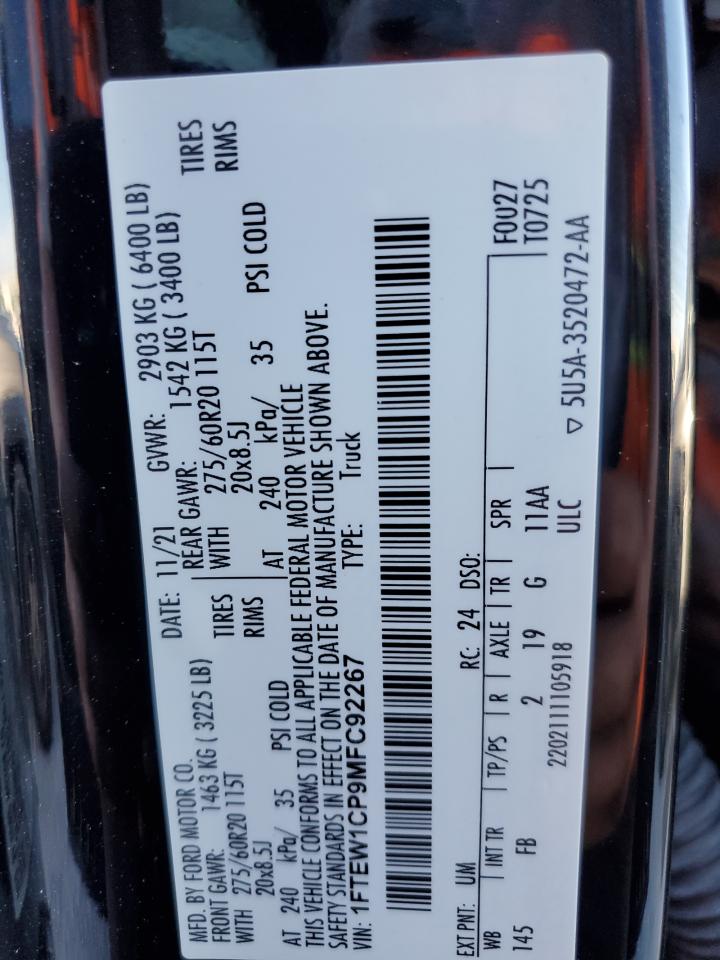 MFD. BY FORD MOTOR CO. DATE: 11/21 GVWR: 2903 KG ( 6400 LB)
FRONT GAWR: 1463 KG ( 3225 LB) REAR GAWR: 1542 KG ( 3400 LB)
WITH 275/60R20 115T TIRES WITH 275/60R20 115T TIRES
20x8.5J RIMS 20x8.5J RIMS
AT 240 kPa/ 35 PSI COLD AT 240 kPa/ 35 PSI COLD
THIS VEHICLE CONFORMS TO ALL APPLICABLE FEDERAL MOTOR VEHICLE
SAFETY STANDARDS IN EFFECT ON THE DATE OF MANUFACTURE SHOWN ABOVE.
VIN: 1FTEW1CP9MFC92267 TYPE: Truck
EXT PNT: UM RC: 24 DSO:
WB INT TR TP/PS R AXLE TR SPR F0U27
145 FB 2 19 G 11AA T0725
2202111105918 ULC ▽ 5U5A-3520472-AA